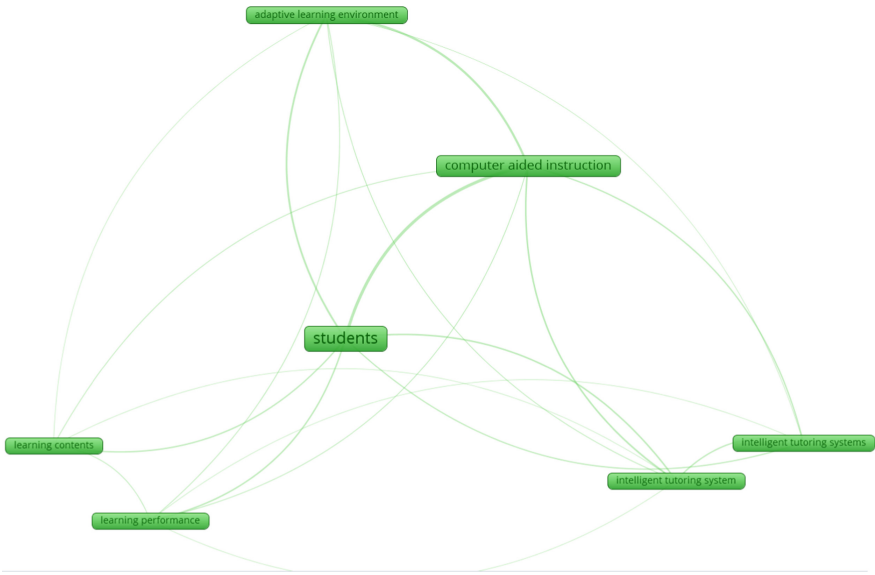 adaptive learning environment
computer aided instruction
students
learning contents
intelligent tutoring systems
intelligent tutoring system
learning performance